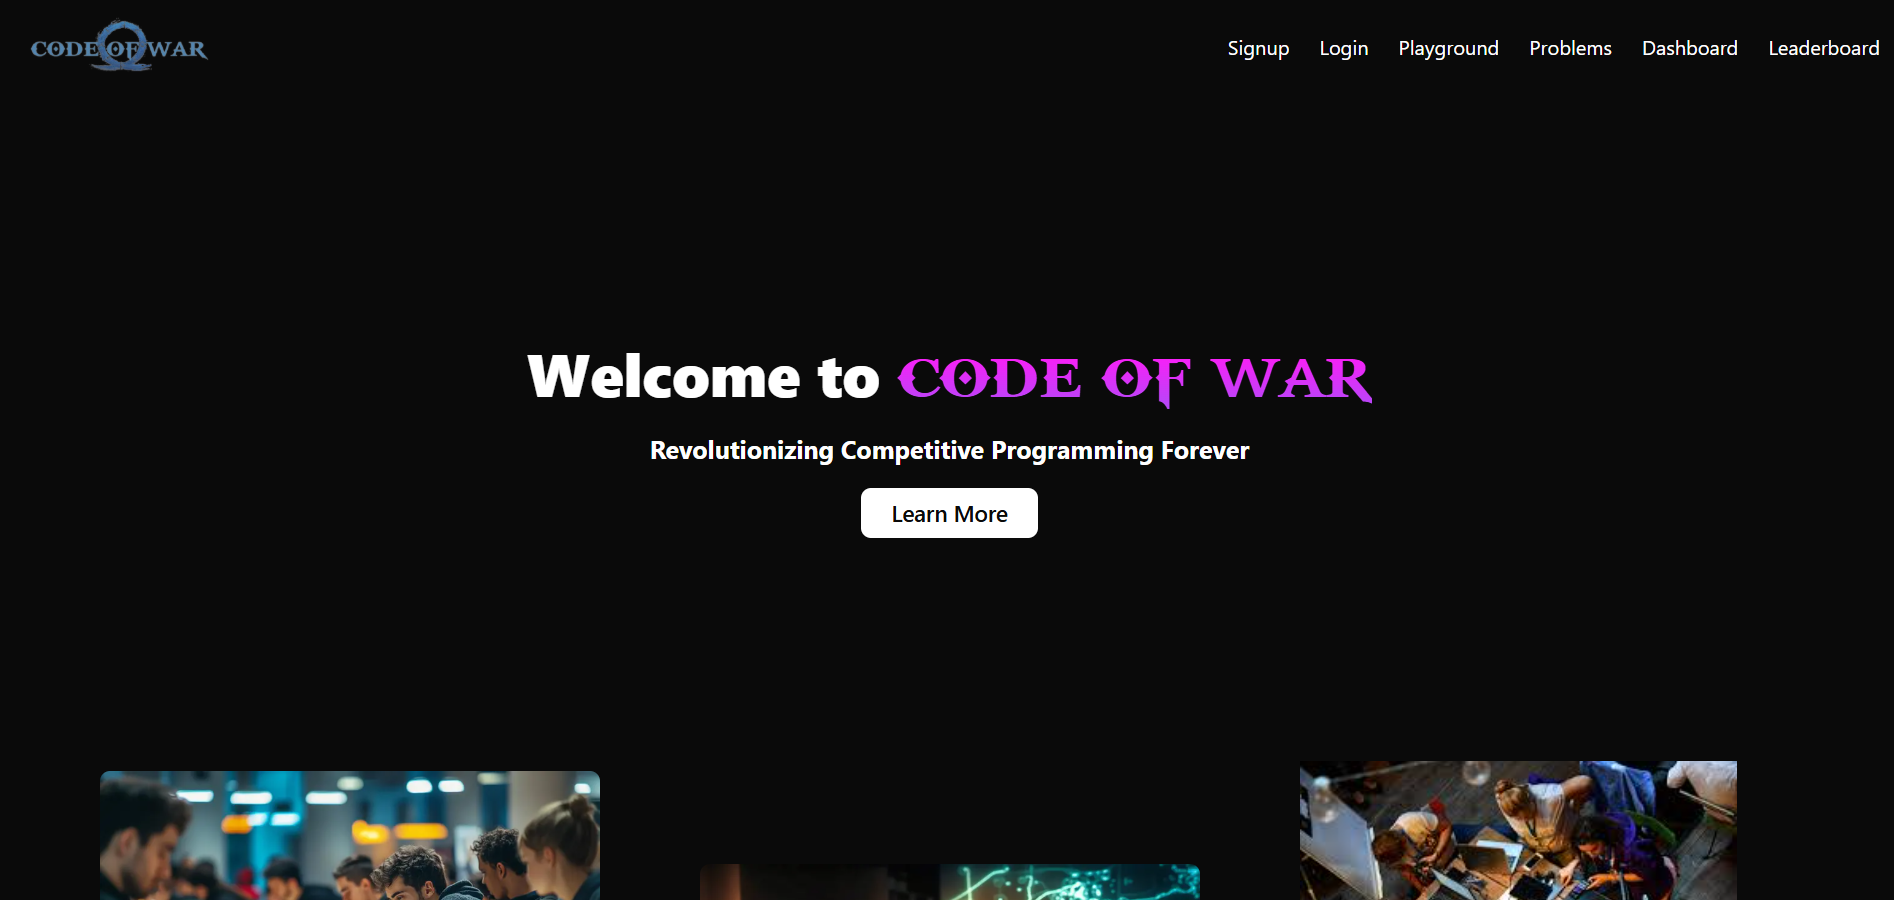 CODE OF WAR
Signup Login Playground Problems Dashboard Leaderboard
Welcome to CODE OF WAR
Revolutionizing Competitive Programming Forever
Learn More